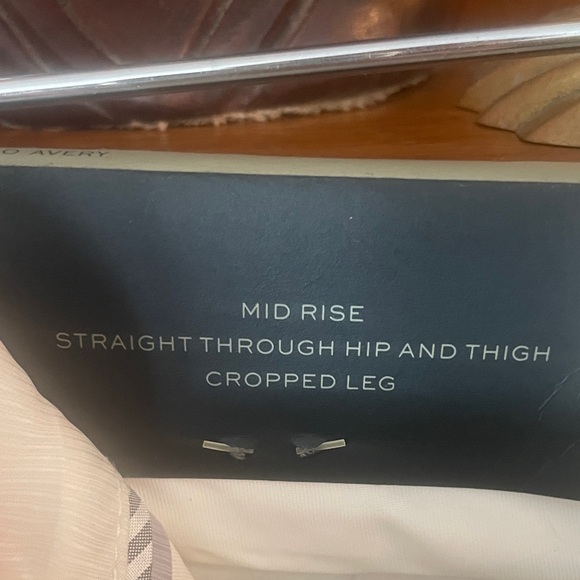 AVERY
MID RISE
STRAIGHT THROUGH HIP AND THIGH
CROPPED LEG